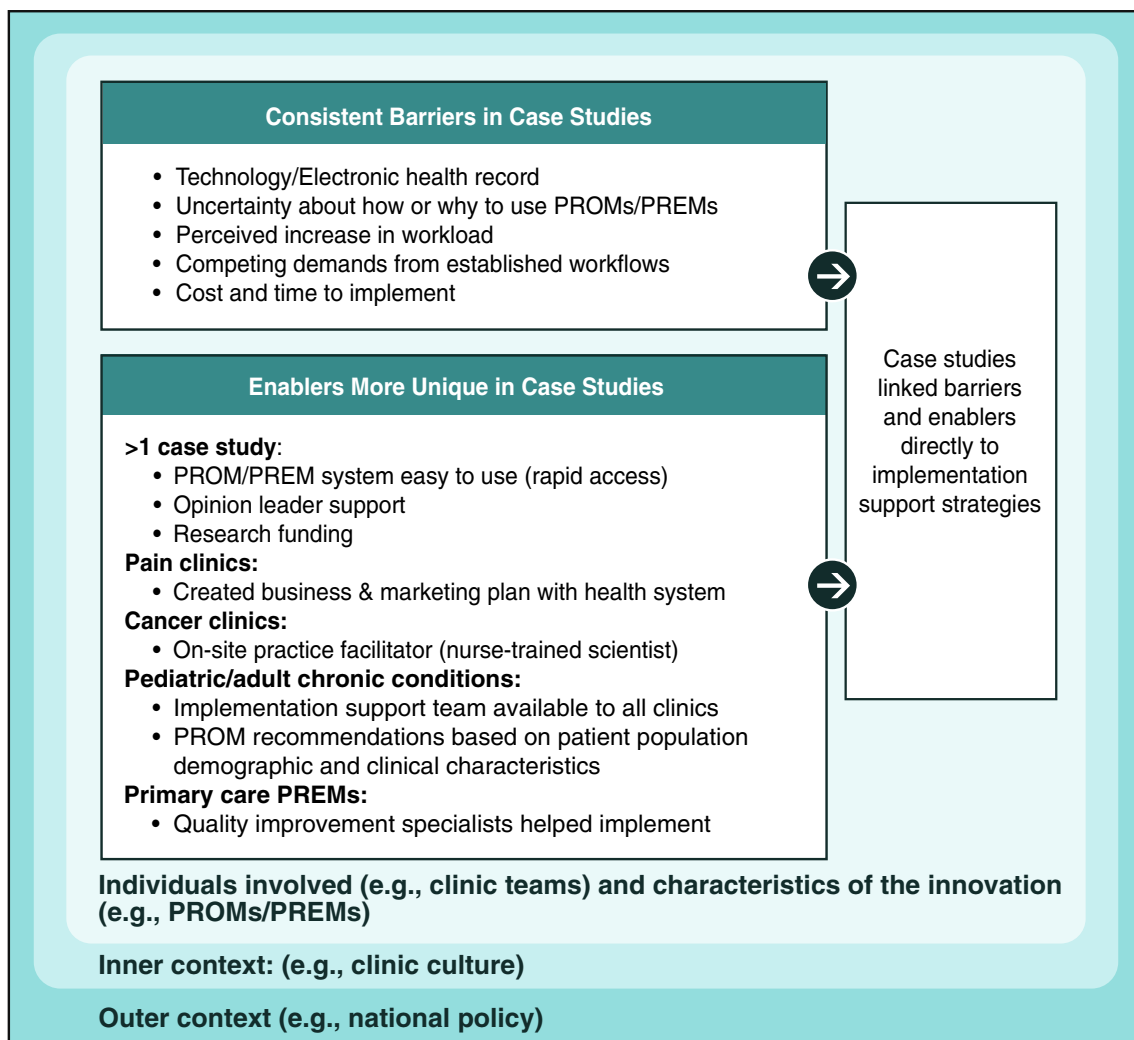 Consistent Barriers in Case Studies
• Technology/Electronic health record
• Uncertainty about how or why to use PROMs/PREMs
• Perceived increase in workload
• Competing demands from established workflows
• Cost and time to implement
Enablers More Unique in Case Studies
>1 case study:
• PROM/PREM system easy to use (rapid access)
• Opinion leader support
• Research funding
Pain clinics:
• Created business & marketing plan with health system
Cancer clinics:
• On-site practice facilitator (nurse-trained scientist)
Pediatric/adult chronic conditions:
• Implementation support team available to all clinics
• PROM recommendations based on patient population
demographic and clinical characteristics
Primary care PREMs:
• Quality improvement specialists helped implement
Case studies
linked barriers
and enablers
directly to
implementation
support strategies
Individuals involved (e.g., clinic teams) and characteristics of the innovation
(e.g., PROMs/PREMs)
Inner context: (e.g., clinic culture)
Outer context (e.g., national policy)